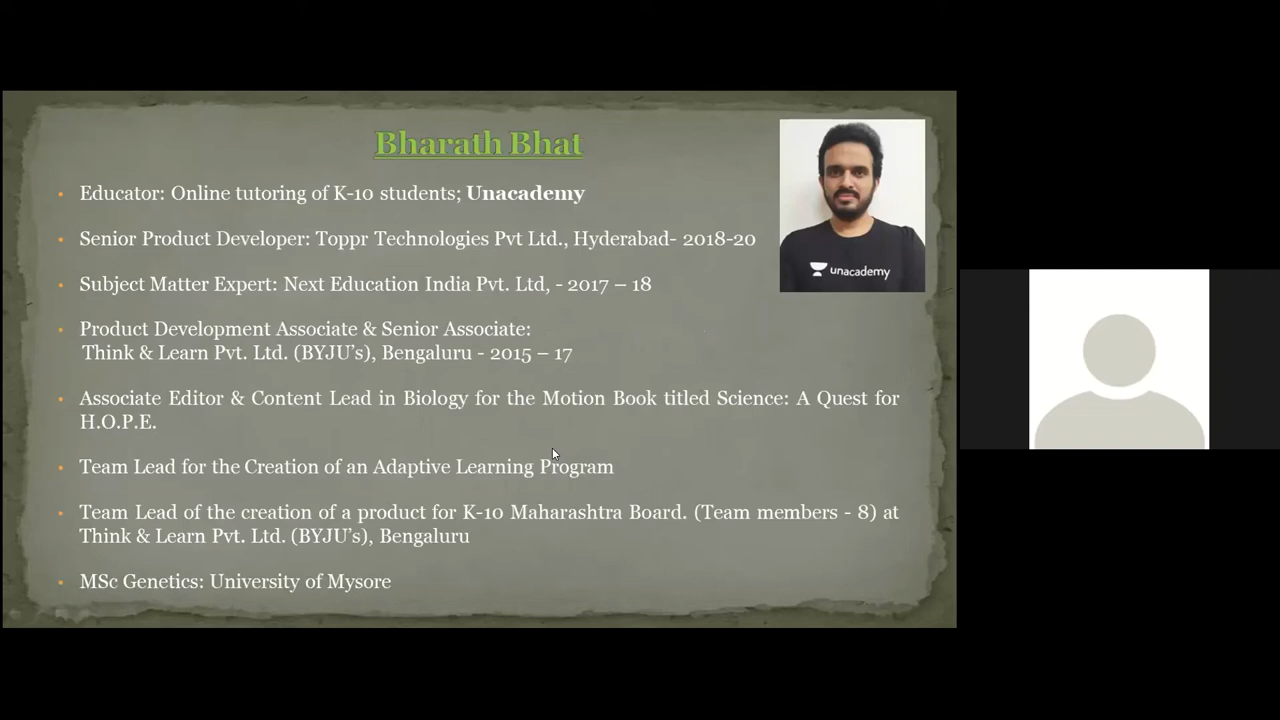 Bharath Bhat
• Educator: Online tutoring of K-10 students; Unacademy
• Senior Product Developer: Toppr Technologies Pvt Ltd., Hyderabad- 2018-20
• Subject Matter Expert: Next Education India Pvt. Ltd, - 2017 – 18
• Product Development Associate & Senior Associate:
Think & Learn Pvt. Ltd. (BYJU’s), Bengaluru - 2015 – 17
• Associate Editor & Content Lead in Biology for the Motion Book titled Science: A Quest for
H.O.P.E.
• Team Lead for the Creation of an Adaptive Learning Program
• Team Lead of the creation of a product for K-10 Maharashtra Board. (Team members - 8) at
Think & Learn Pvt. Ltd. (BYJU’s), Bengaluru
• MSc Genetics: University of Mysore
unacademy